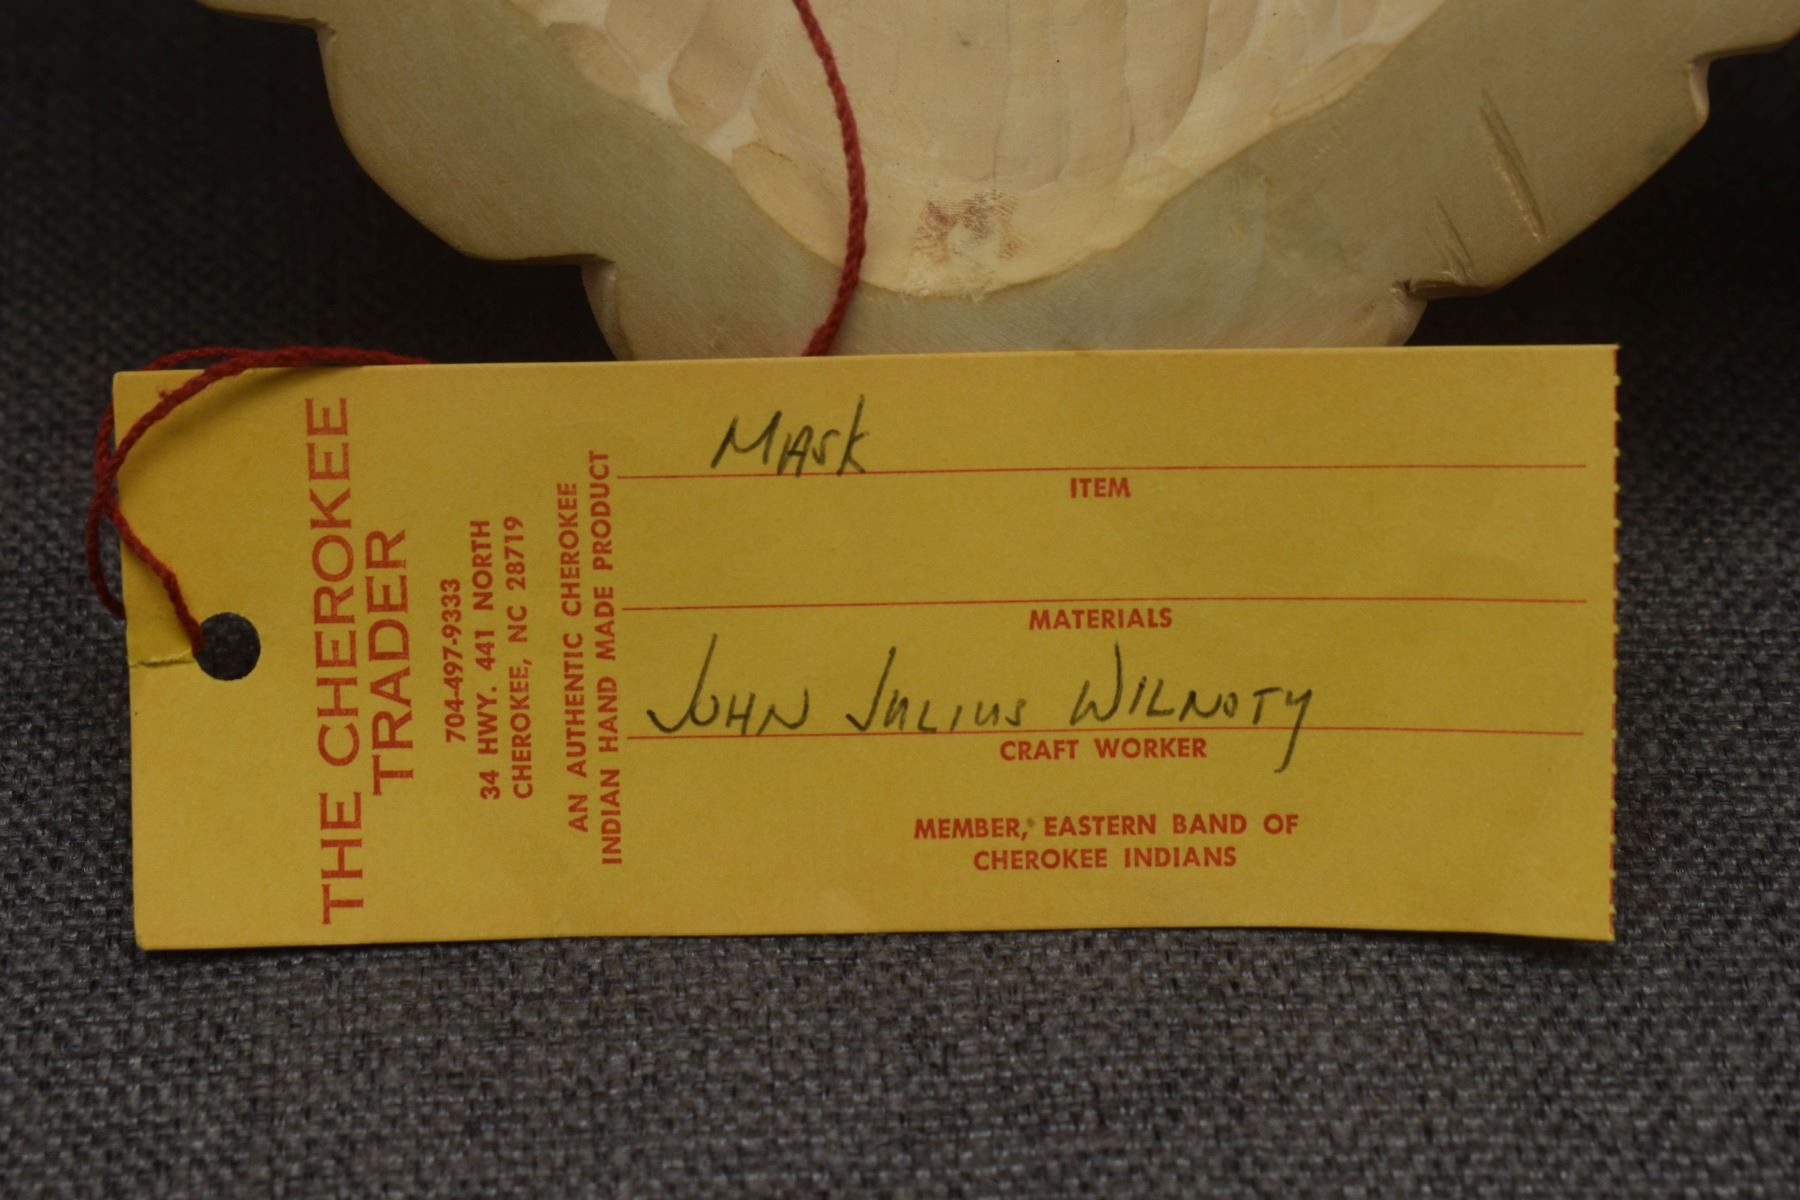 THE CHEROKEE
TRADER
704-497-9333
34 HWY. 441 NORTH
CHEROKEE, NC 28719
AN AUTHENTIC CHEROKEE
INDIAN HAND MADE PRODUCT
MASK
ITEM
MATERIALS
JOHN JULIUS WILNOTY
CRAFT WORKER
MEMBER, EASTERN BAND OF
CHEROKEE INDIANS